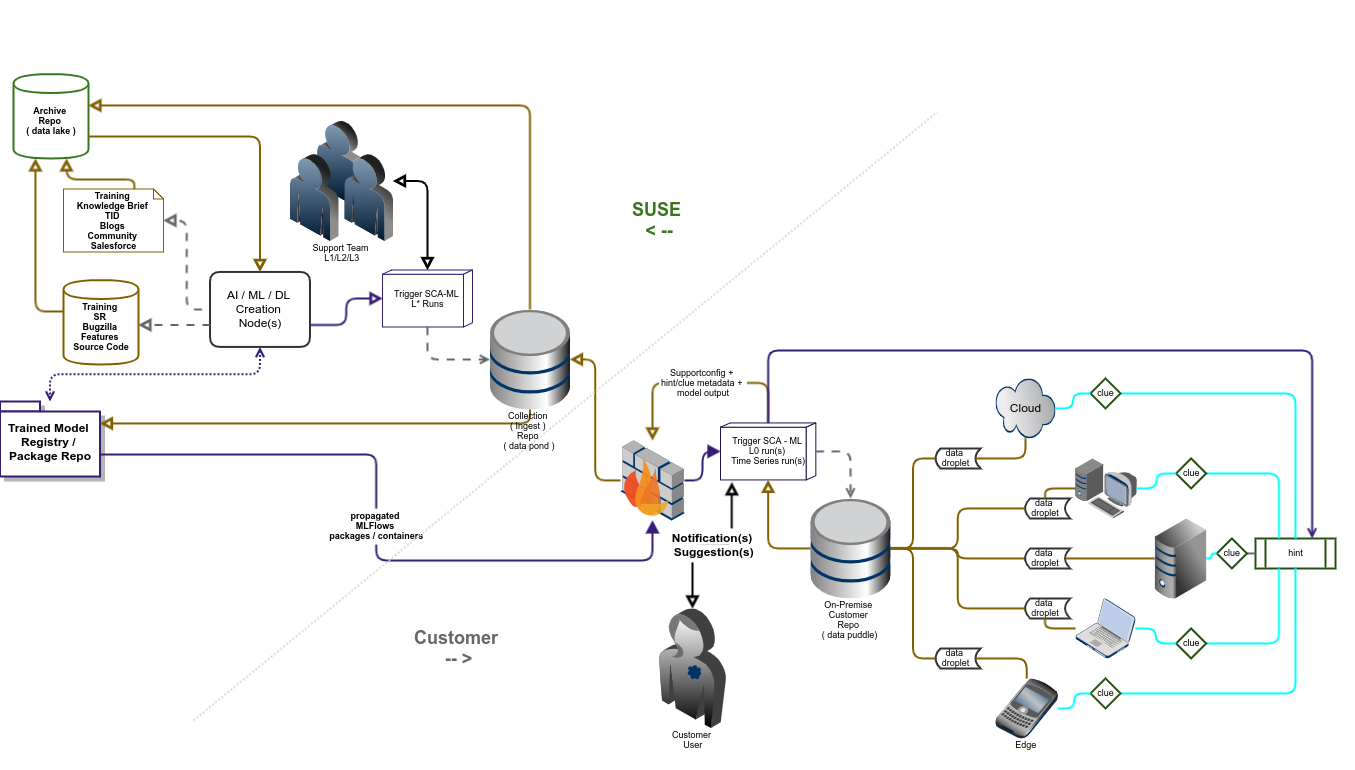 Archive
Repo
( data lake )
Training
Knowledge Brief
TID
Blogs
Community
Salesforce
Training
SR
Bugzilla
Features
Source Code
AI / ML / DL
Creation
Node(s)
Support Team
L1/L2/L3
Trigger SCA-ML
L* Runs
SUSE
< --
Collection
( Ingest )
Repo
( data pond )
Trained Model
Registry /
Package Repo
propagated
MLFlows
packages / containers
Customer
-- >
Supportconfig +
hint/clue metadata +
model output
Trigger SCA - ML
L0 run(s)
Time Series run(s)
Notification(s)
Suggestion(s)
Customer
User
On-Premise
Customer
Repo
( data puddle)
data
droplet
data
droplet
data
droplet
data
droplet
data
droplet
Cloud
Edge
clue
clue
clue
clue
clue
hint